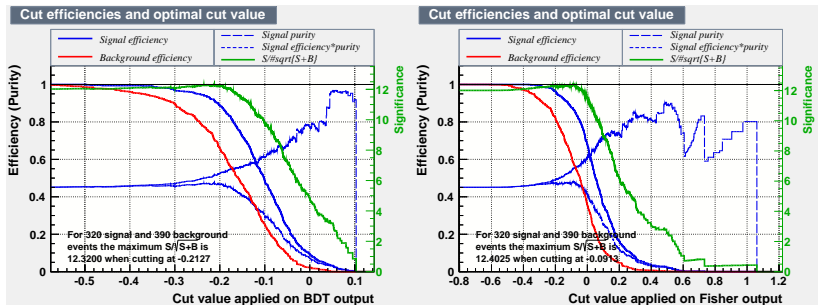 Cut efficiencies and optimal cut value
Signal efficiency
Background efficiency
Signal purity
Signal efficiency*purity
S/#sqrt{S+B}
Efficiency (Purity)
1
0.8
0.6
0.4
0.2
0
12
10
8
6
4
2
0
Significance
For 320 signal and 390 background
events the maximum S/√S+B is
12.3200 when cutting at -0.2127
-0.5 -0.4 -0.3 -0.2 -0.1 0 0.1
Cut value applied on BDT output
Cut efficiencies and optimal cut value
Signal efficiency
Background efficiency
Signal purity
Signal efficiency*purity
S/#sqrt{S+B}
Efficiency (Purity)
1
0.8
0.6
0.4
0.2
0
12
10
8
6
4
2
0
Significance
For 320 signal and 390 background
events the maximum S/√S+B is
12.4025 when cutting at -0.0913
-0.8 -0.6 -0.4 -0.2 0 0.2 0.4 0.6 0.8 1 1.2
Cut value applied on Fisher output